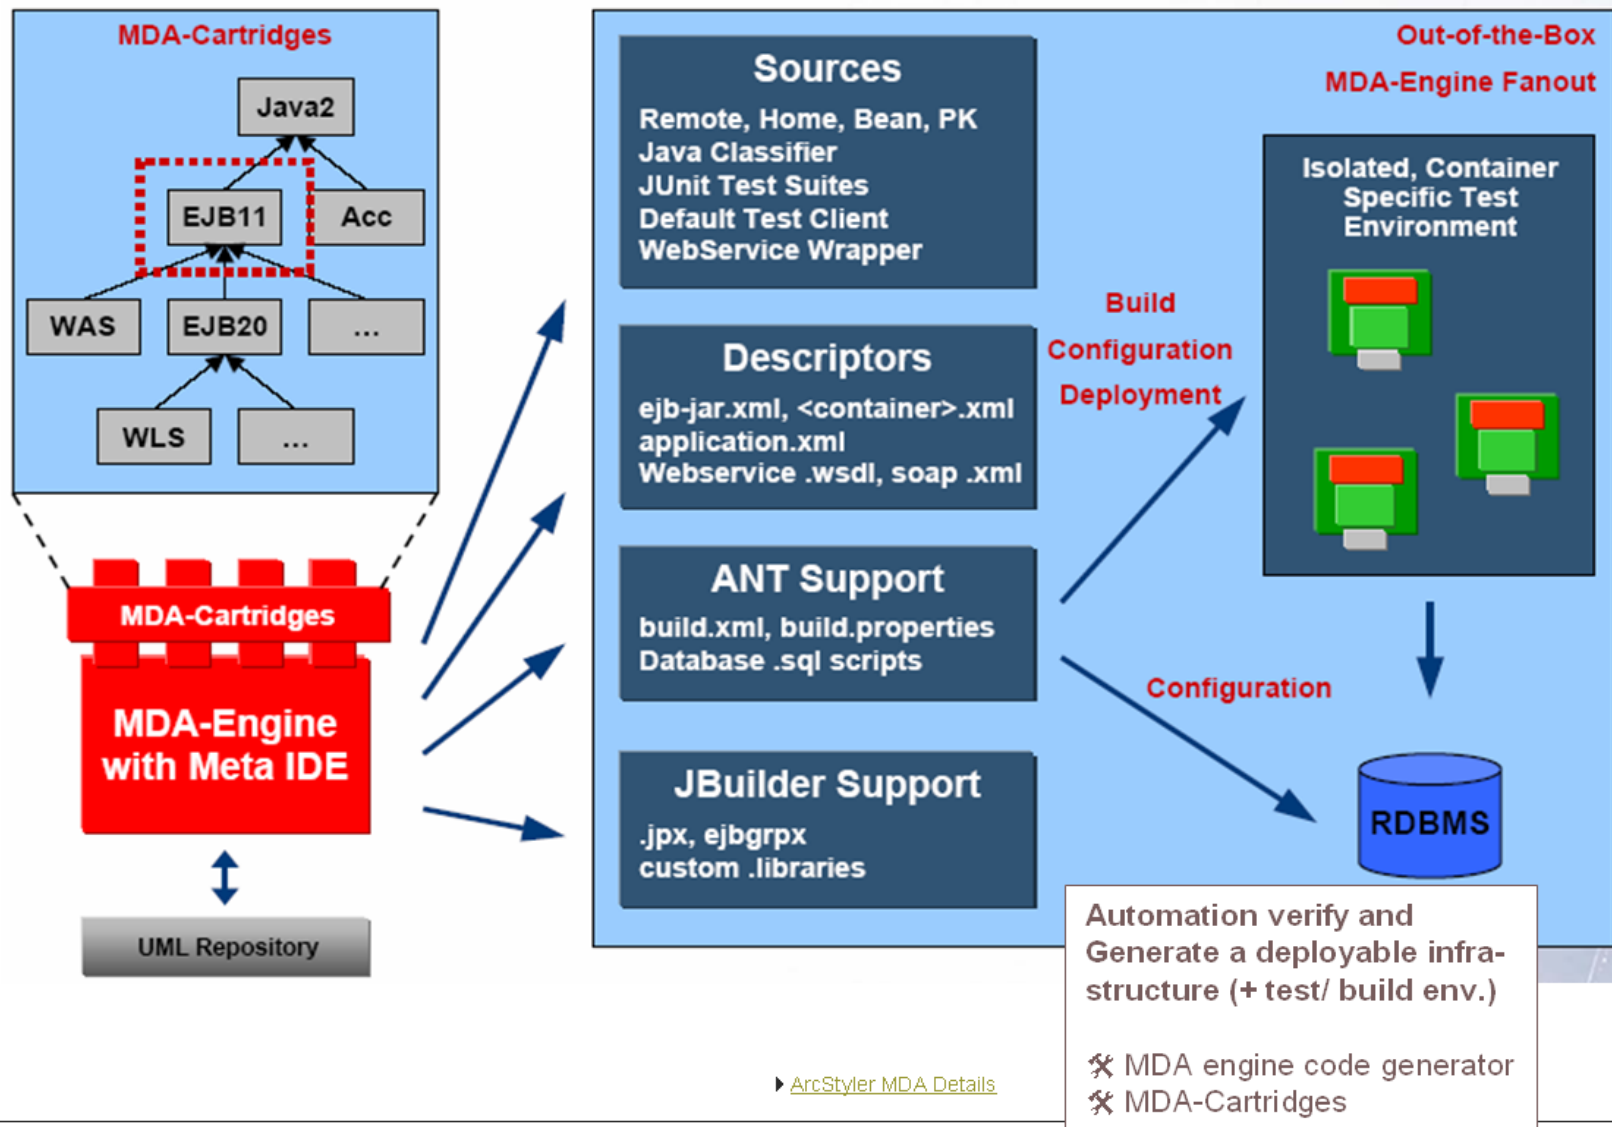 MDA-Cartridges
Java2
EJB11
Acc
WAS
EJB20
...
WLS
...
MDA-Cartridges
MDA-Engine
with Meta IDE
UML Repository
Sources
Remote, Home, Bean, PK
Java Classifier
JUnit Test Suites
Default Test Client
WebService Wrapper
Descriptors
ejb-jar.xml, <container>.xml
application.xml
Webservice .wsdl, soap .xml
ANT Support
build.xml, build.properties
Database .sql scripts
JBuilder Support
.jpx, ejbgrpx
custom .libraries
Out-of-the-Box
MDA-Engine Fanout
Isolated, Container
Specific Test
Environment
Build
Configuration
Deployment
Configuration
RDBMS
Automation verify and
Generate a deployable infra-
structure (+ test/ build env.)
MDA engine code generator
MDA-Cartridges
ArcStyler MDA Details